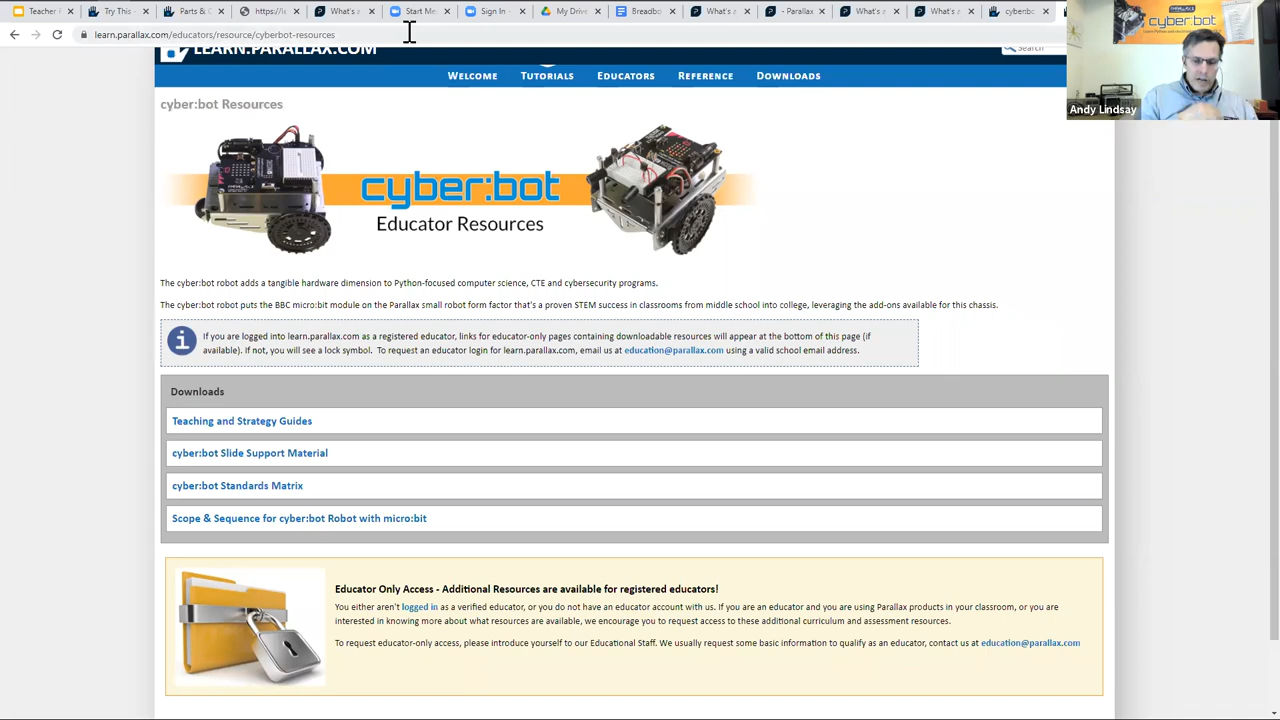 Teacher
Try This
Parts &
https://le
What's
Start Me
Sign In -
My Drive
Breadbo
What's
- Parallax
What's
What's
cyberbo
learn.parallax.com/educators/resource/cyberbot-resources
LEARN.PARALLAX.COM
Search
WELCOME TUTORIALS EDUCATORS REFERENCE DOWNLOADS
cyber:bot
Andy Lindsay
cyber:bot Resources
cyber:bot
Educator Resources
The cyber:bot robot adds a tangible hardware dimension to Python-focused computer science, CTE and cybersecurity programs.
The cyber:bot robot puts the BBC micro:bit module on the Parallax small robot form factor that's a proven STEM success in classrooms from middle school into college, leveraging the add-ons available for this chassis.
If you are logged into learn.parallax.com as a registered educator, links for educator-only pages containing downloadable resources will appear at the bottom of this page (if
available). If not, you will see a lock symbol. To request an educator login for learn.parallax.com, email us at education@parallax.com using a valid school email address.
Downloads
Teaching and Strategy Guides
cyber:bot Slide Support Material
cyber:bot Standards Matrix
Scope & Sequence for cyber:bot Robot with micro:bit
Educator Only Access - Additional Resources are available for registered educators!
You either aren't logged in as a verified educator, or you do not have an educator account with us. If you are an educator and you are using Parallax products in your classroom, or you are
interested in knowing more about what resources are available, we encourage you to request access to these additional curriculum and assessment resources.
To request educator-only access, please introduce yourself to our Educational Staff. We usually request some basic information to qualify as an educator, contact us at education@parallax.com